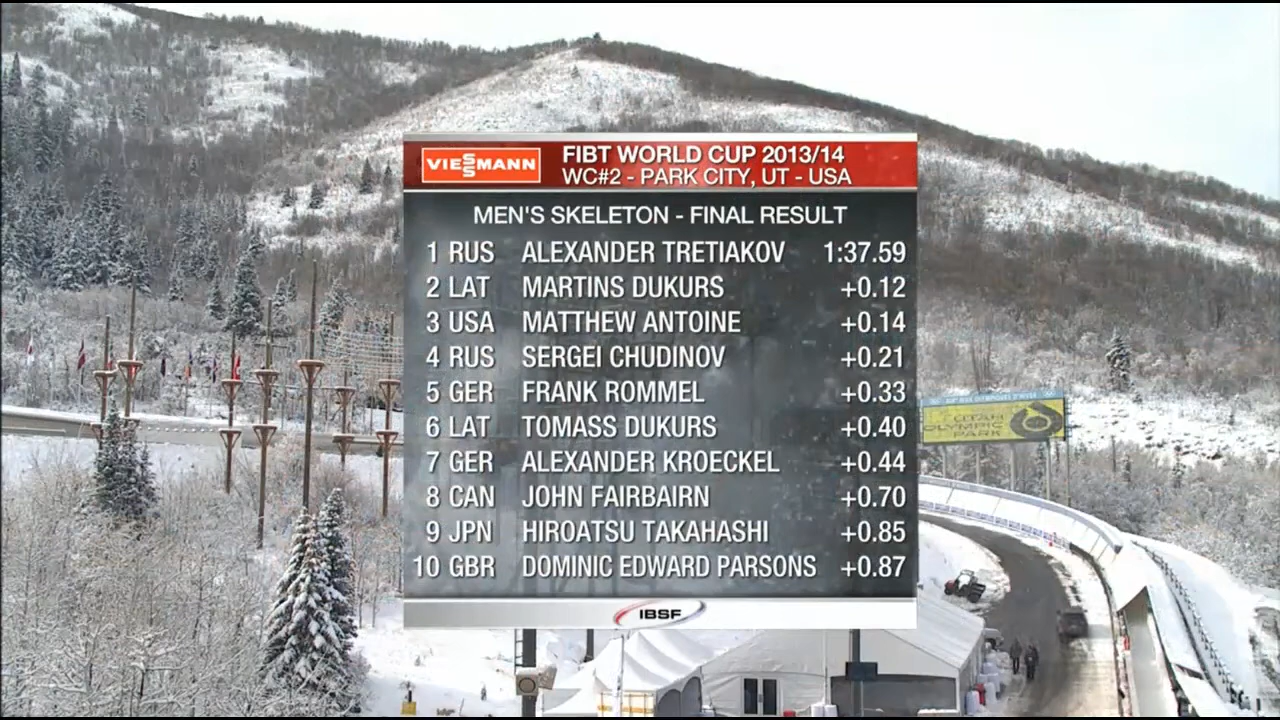 VIESSMANN
FIBT WORLD CUP 2013/14
WC#2 - PARK CITY, UT - USA
MEN'S SKELETON - FINAL RESULT
1 RUS ALEXANDER TRETIAKOV 1:37.59
2 LAT MARTINS DUKURS +0.12
3 USA MATTHEW ANTOINE +0.14
4 RUS SERGEI CHUDINOV +0.21
5 GER FRANK ROMMEL +0.33
6 LAT TOMASS DUKURS +0.40
7 GER ALEXANDER KROECKEL +0.44
8 CAN JOHN FAIRBAIRN +0.70
9 JPN HIROATSU TAKAHASHI +0.85
10 GBR DOMINIC EDWARD PARSONS +0.87
IBSF
UTAH
OLYMPIC
PARK